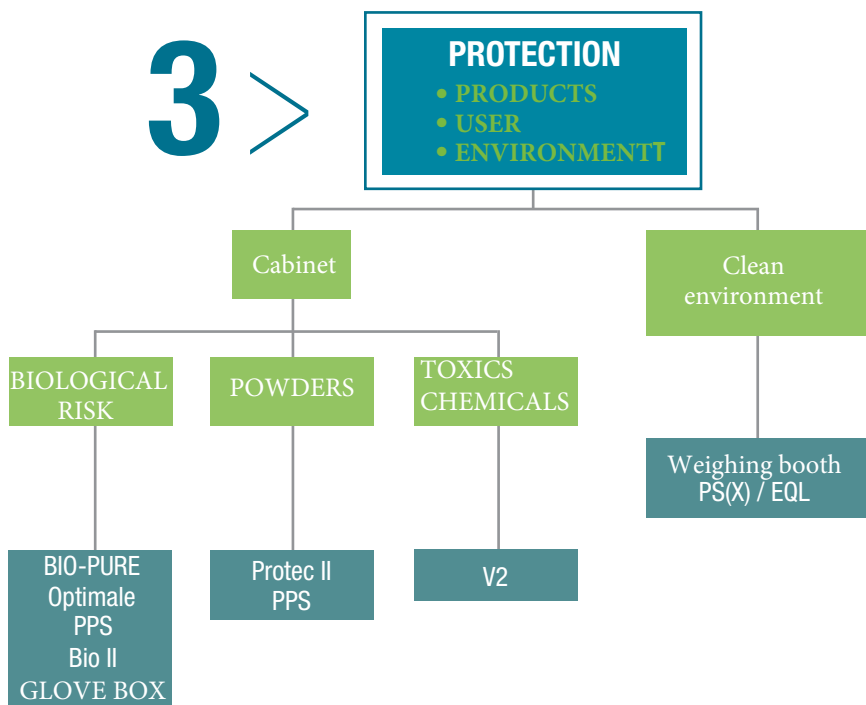 3 >
PROTECTION
• PRODUCTS
• USER
• ENVIRONMENTT
Cabinet
Clean
environment
BIOLOGICAL
RISK
POWDERS
TOXICS
CHEMICALS
Weighing booth
PS(X) / EQL
BIO-PURE
Optimale
PPS
Bio II
GLOVE BOX
Protec II
PPS
V2